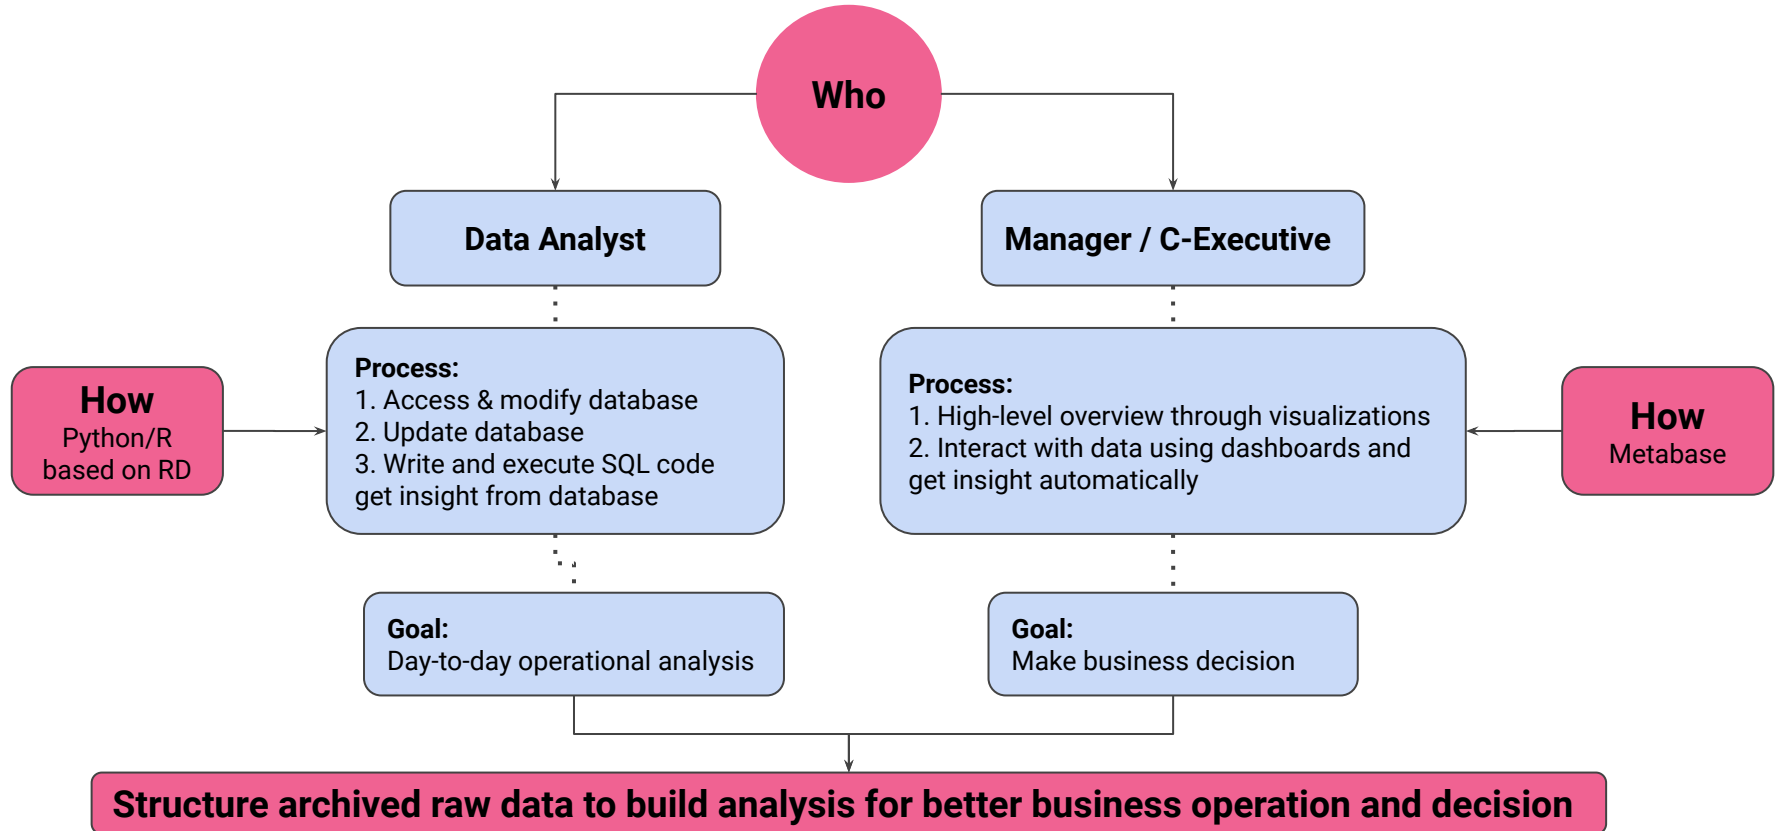 Who
Data Analyst
Manager / C-Executive
How
Python/R
based on RD
Process:
1. Access & modify database
2. Update database
3. Write and execute SQL code
get insight from database
Process:
1. High-level overview through visualizations
2. Interact with data using dashboards and
get insight automatically
How
Metabase
Goal:
Day-to-day operational analysis
Goal:
Make business decision
Structure archived raw data to build analysis for better business operation and decision